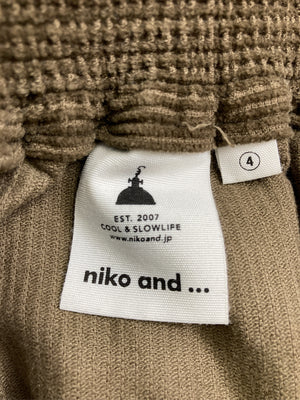 ④
EST. 2007
COOL & SLOWLIFE
www.nikoand.jp
niko and ...